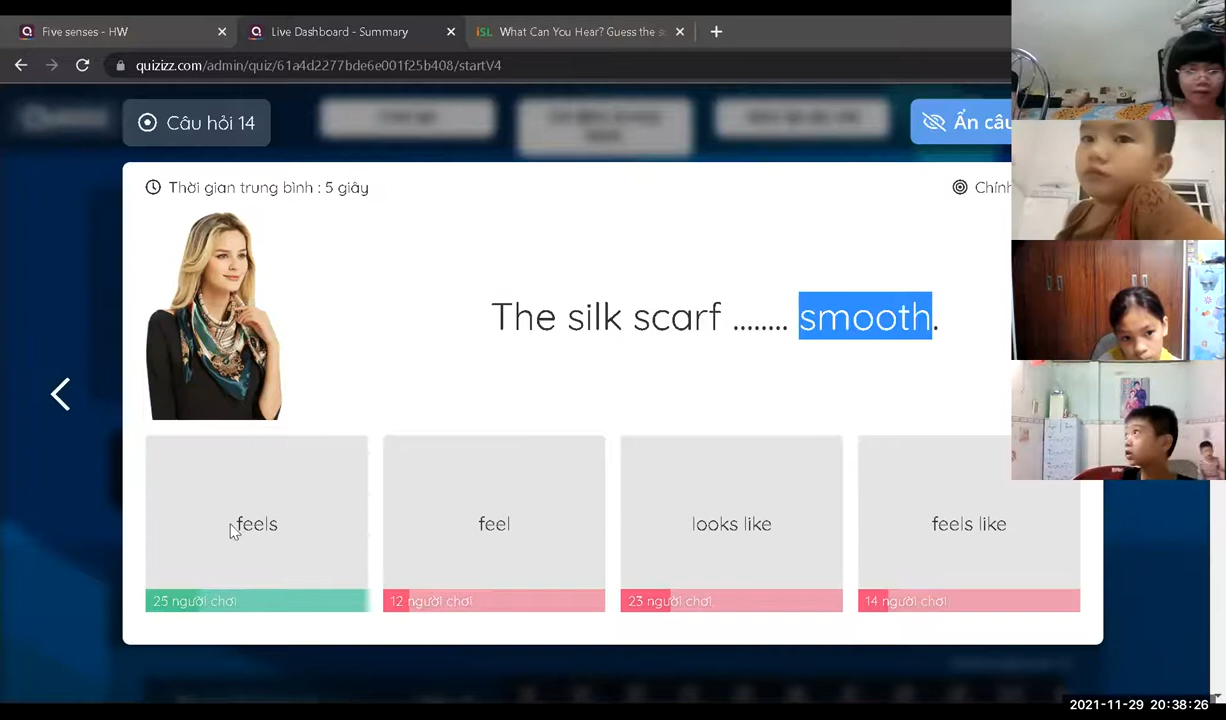 Five senses - HW
Live Dashboard - Summary
iSL What Can You Hear? Guess the s
quizizz.com/admin/quiz/61a4d2277bde6e001f25b408/startV4
Câu hỏi 14
Ẩn câu
Thời gian trung bình : 5 giây
Chính
The silk scarf ........ smooth.
feels
feel
looks like
feels like
25 người chơi
12 người chơi
23 người chơi
14 người chơi
2021-11-29 20:38:26